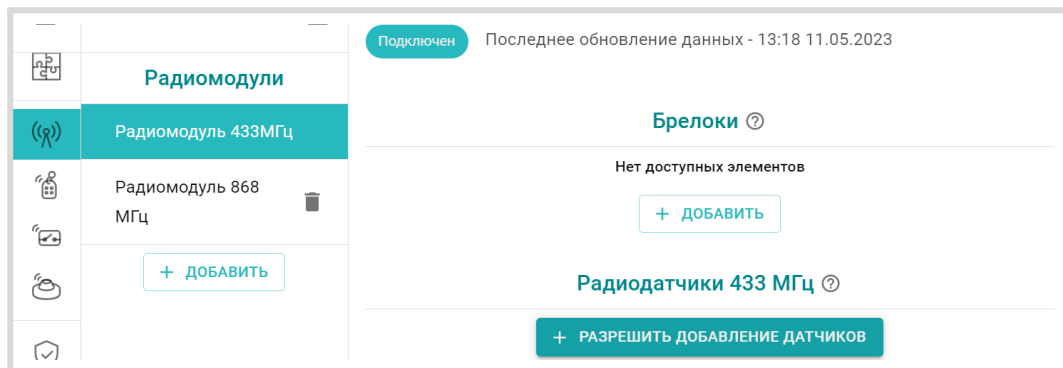 Подключен
Последнее обновление данных - 13:18 11.05.2023
Радиомодули
Радиомодуль 433МГц
Радиомодуль 868
МГц
+ ДОБАВИТЬ
Брелоки
Нет доступных элементов
+ ДОБАВИТЬ
Радиодатчики 433 МГц
+ РАЗРЕШИТЬ ДОБАВЛЕНИЕ ДАТЧИКОВ